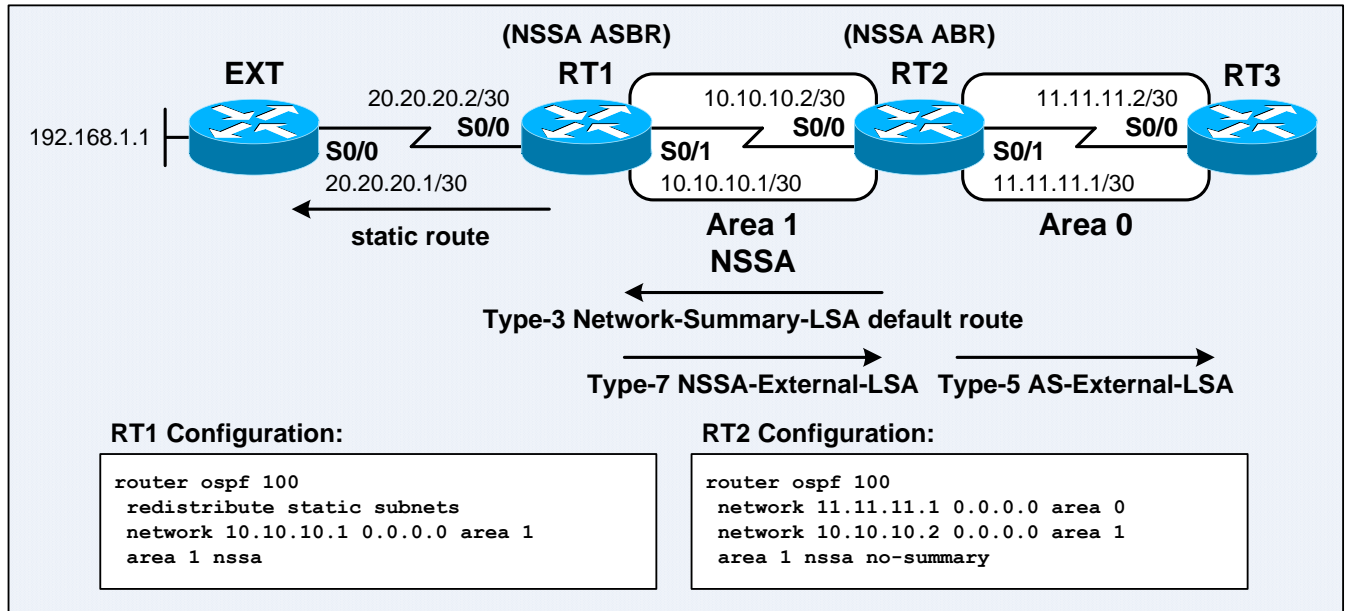 (NSSA ASBR)
(NSSA ABR)
EXT
RT1
RT2
RT3
20.20.20.2/30
10.10.10.2/30
11.11.11.2/30
192.168.1.1
S0/0
S0/0
S0/0
S0/0
S0/1
S0/1
20.20.20.1/30
10.10.10.1/30
11.11.11.1/30
static route
Area 1
NSSA
Area 0
Type-3 Network-Summary-LSA default route
Type-7 NSSA-External-LSA
Type-5 AS-External-LSA
RT1 Configuration:
router ospf 100
redistribute static subnets
network 10.10.10.1 0.0.0.0 area 1
area 1 nssa
RT2 Configuration:
router ospf 100
network 11.11.11.1 0.0.0.0 area 0
network 10.10.10.2 0.0.0.0 area 1
area 1 nssa no-summary